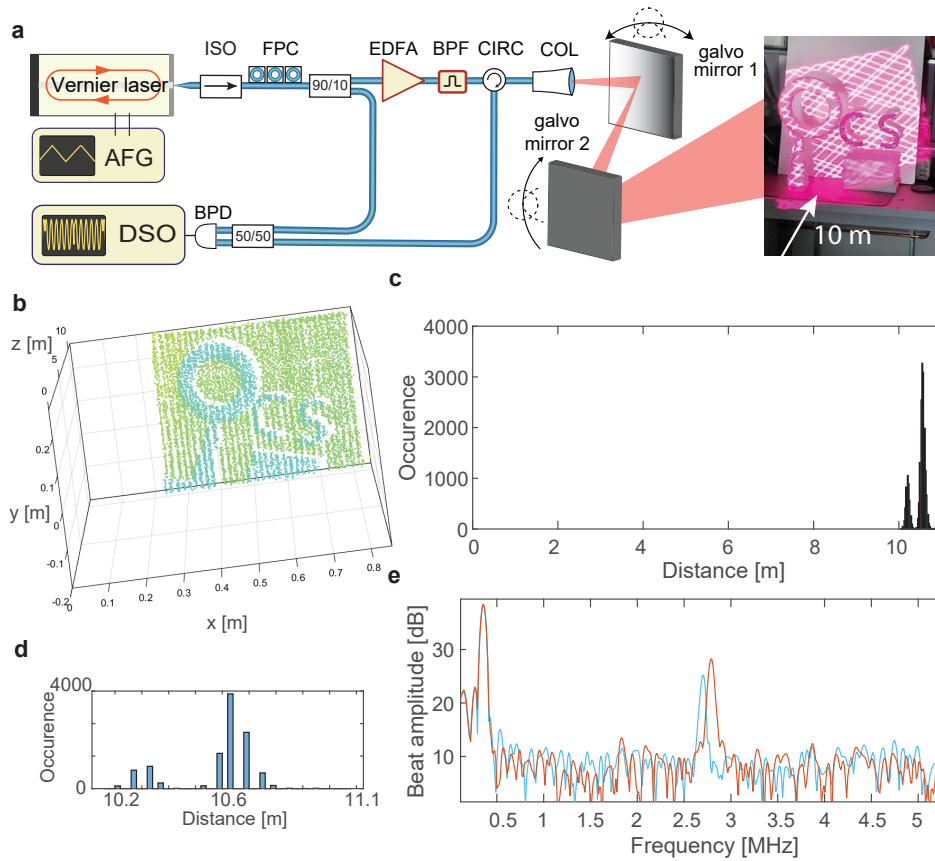 a
ISO
FPC
EDFA
BPF
CIRC
COL
galvo
mirror 1
Vernier laser
90/10
galvo
mirror 2
AFG
CS
BPD
DSO
50/50
10 m
b
z [m]
10
5
0
0.2
0.1
y [m]
0
-0.1
-0.2
0
0.1
0.2
0.3
0.4
0.5
0.6
0.7
0.8
x [m]
c
4000
3000
2000
1000
0
Occurence
0
2
4
6
8
10
Distance [m]
d
4000
0
Occurence
10.2
10.6
11.1
Distance [m]
e
30
20
10
Beat amplitude [dB]
0.5
1
1.5
2
2.5
3
3.5
4
4.5
5
Frequency [MHz]